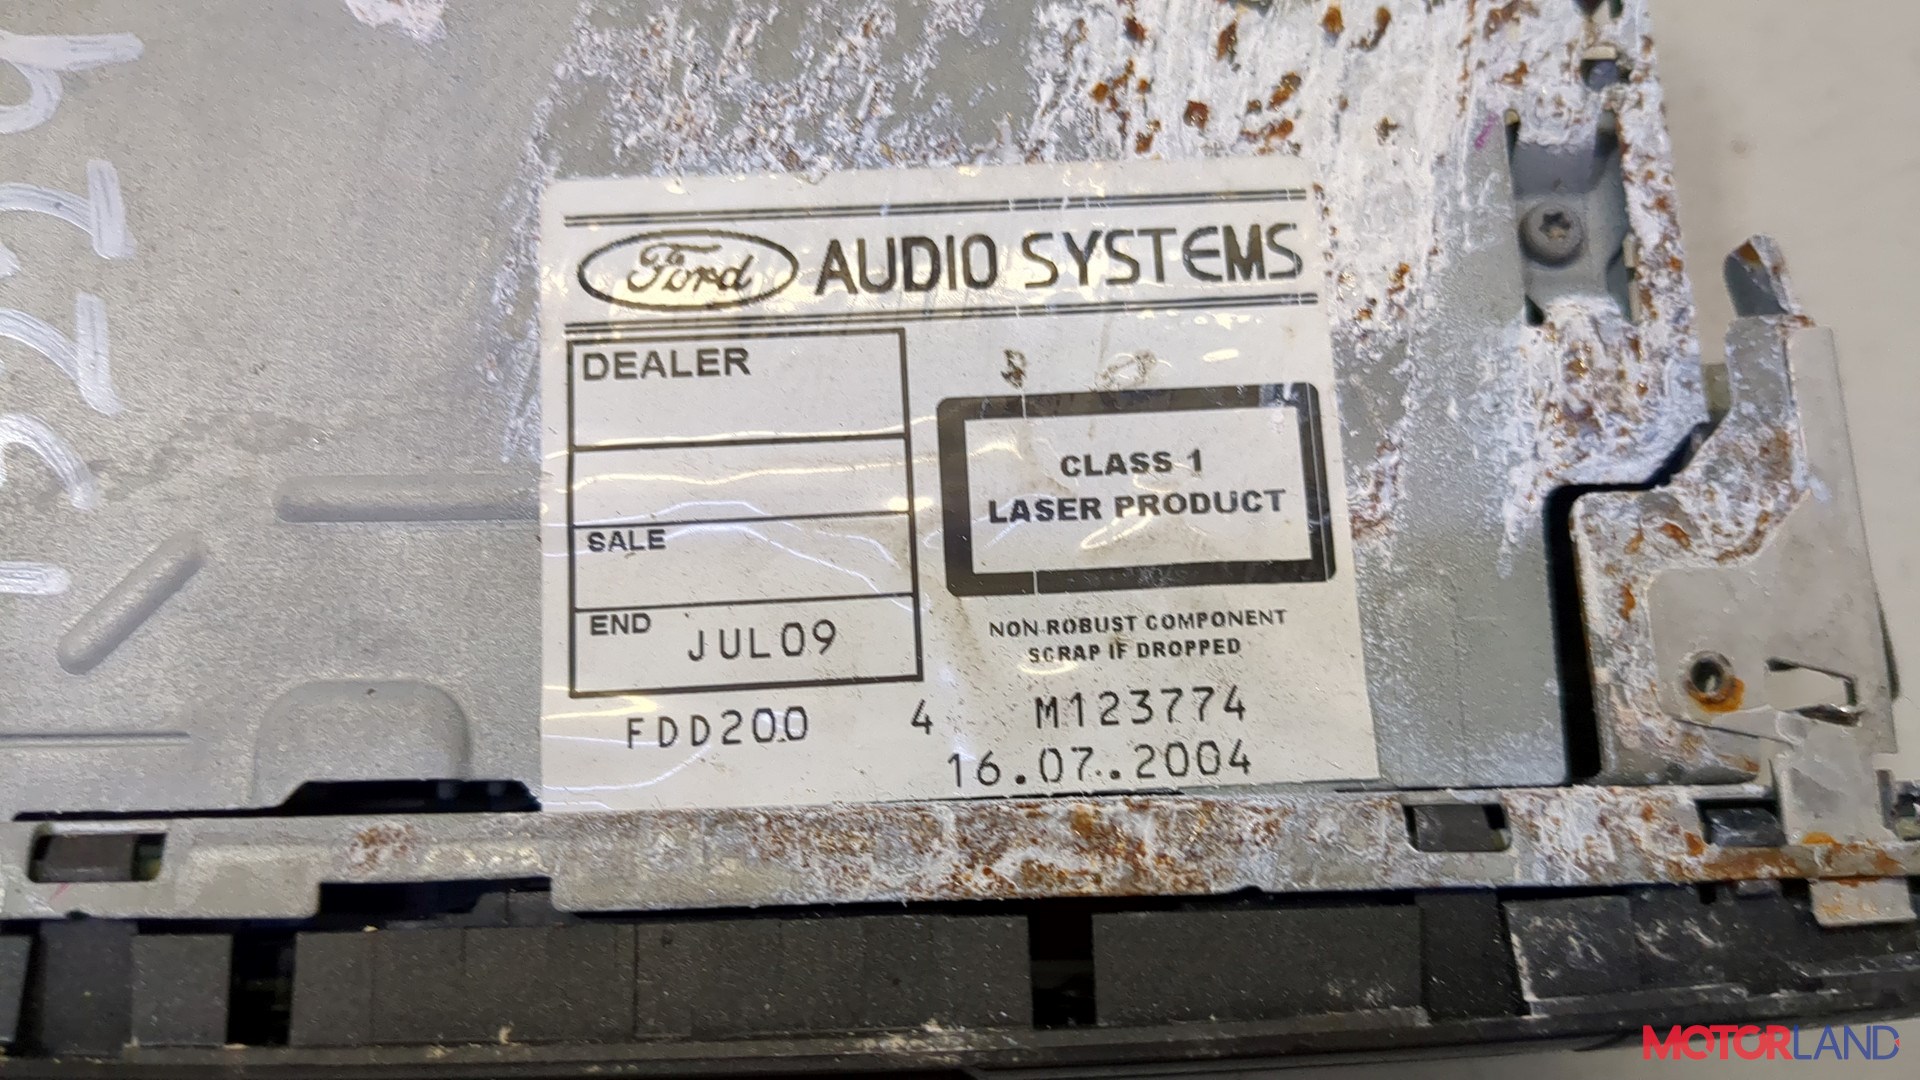 Ford AUDIO SYSTEMS
DEALER
SALE
END JUL09
CLASS 1
LASER PRODUCT
NON-ROBUST COMPONENT
SCRAP IF DROPPED
FDD200 4 M123774
16.07.2004
MOTORLAND